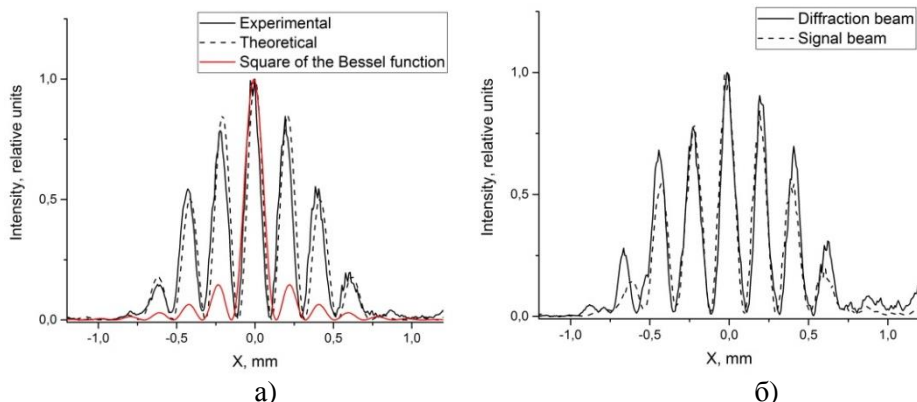 Experimental
Theoretical
Square of the Bessel function
1,0
0,5
0,0
Intensity, relative units
-1,0 -0,5 0,0 0,5 1,0
X, mm
а)
Diffraction beam
Signal beam
1,0
0,5
0,0
Intensity, relative units
-1,0 -0,5 0,0 0,5 1,0
X, mm
б)